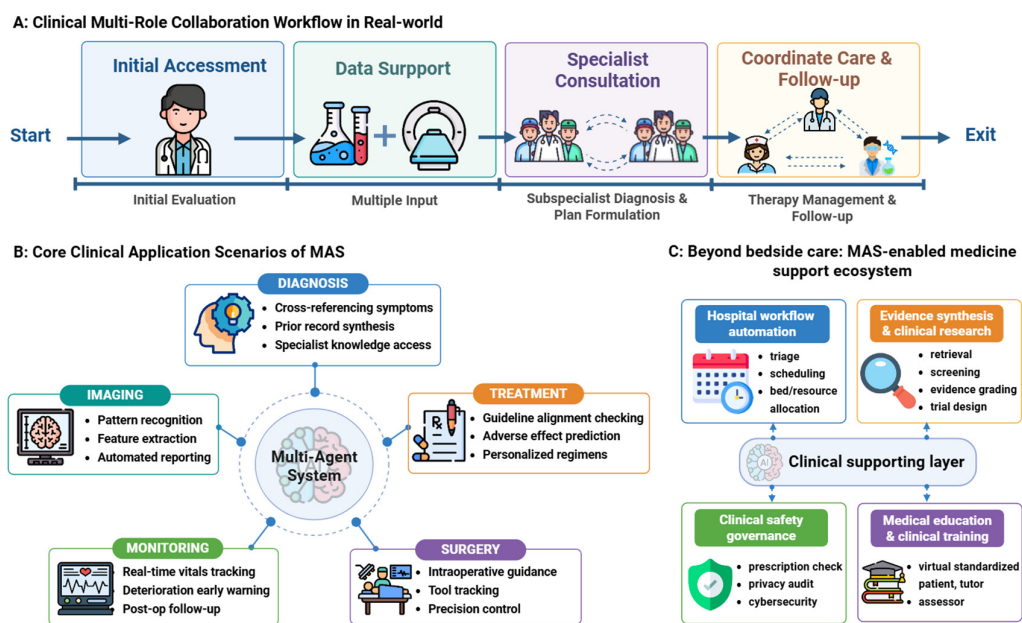 A: Clinical Multi-Role Collaboration Workflow in Real-world
Start
Initial Accessment
Data Surpport
Specialist
Consultation
Coordinate Care &
Follow-up
Exit
Initial Evaluation
Multiple Input
Subspecialist Diagnosis &
Plan Formulation
Therapy Management &
Follow-up
B: Core Clinical Application Scenarios of MAS
DIAGNOSIS
• Cross-referencing symptoms
• Prior record synthesis
• Specialist knowledge access
IMAGING
• Pattern recognition
• Feature extraction
• Automated reporting
TREATMENT
Rx
• Guideline alignment checking
• Adverse effect prediction
• Personalized regimens
AI
Multi-Agent
System
MONITORING
• Real-time vitals tracking
• Deterioration early warning
• Post-op follow-up
SURGERY
• Intraoperative guidance
• Tool tracking
• Precision control
C: Beyond bedside care: MAS-enabled medicine
support ecosystem
Hospital workflow
automation
• triage
• scheduling
• bed/resource
allocation
Evidence synthesis
& clinical research
• retrieval
• screening
• evidence grading
• trial design
AI
Clinical supporting layer
Clinical safety
governance
• prescription check
• privacy audit
• cybersecurity
Medical education
& clinical training
• virtual standardized
patient, tutor
• assessor